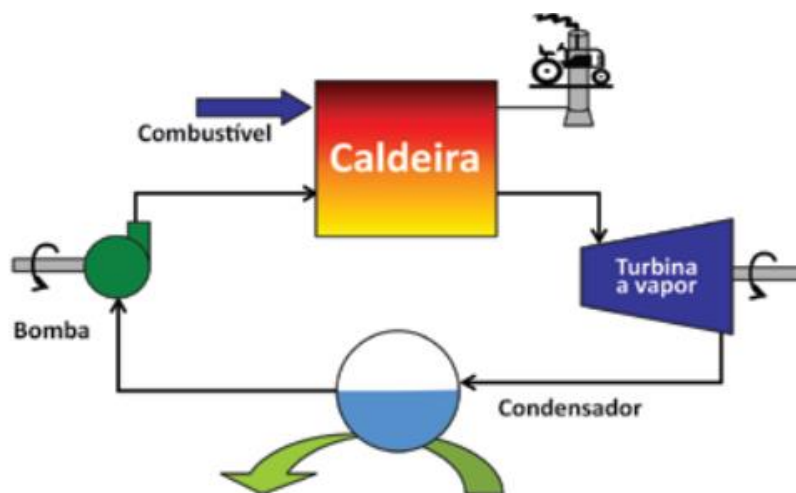 Combustível
Caldeira
Turbina
a vapor
Bomba
Condensador